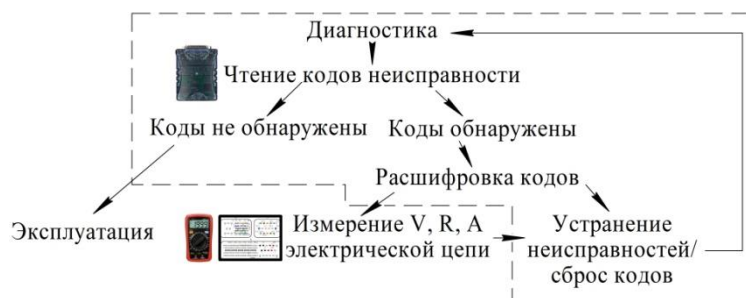 Диагностика
Чтение кодов неисправности
Коды не обнаружены
Коды обнаружены
Расшифровка кодов
Эксплуатация
Измерение V, R, A
электрической цепи
Устранение
неисправностей/
сброс кодов